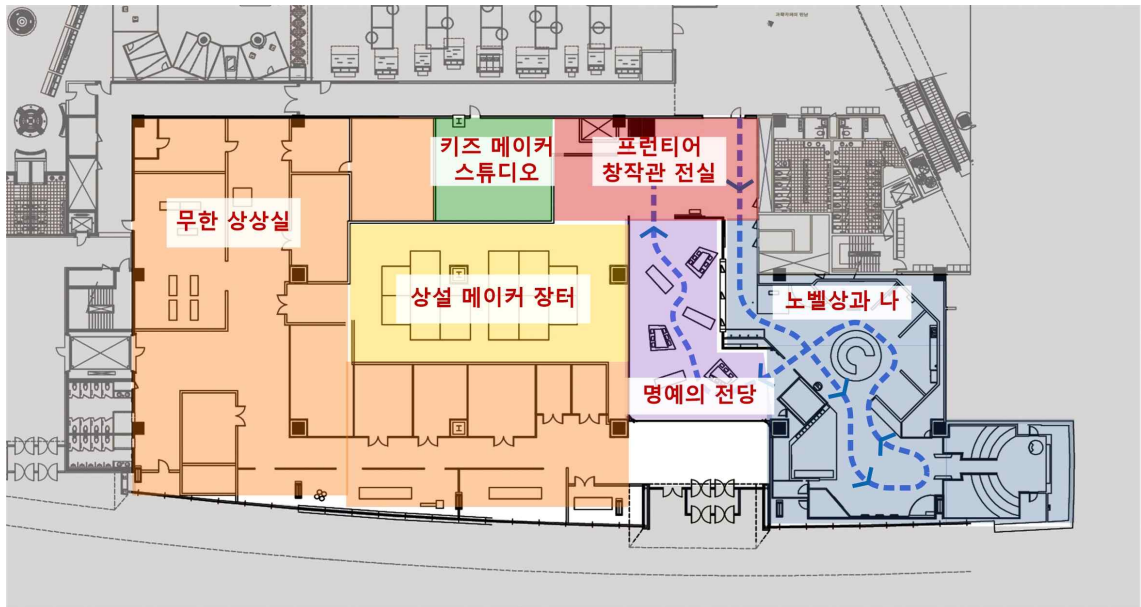 키즈 메이커
스튜디오
프런티어
창작관 전실
무한 상상실
상설 메이커 장터
노벨상과 나
명예의 전당